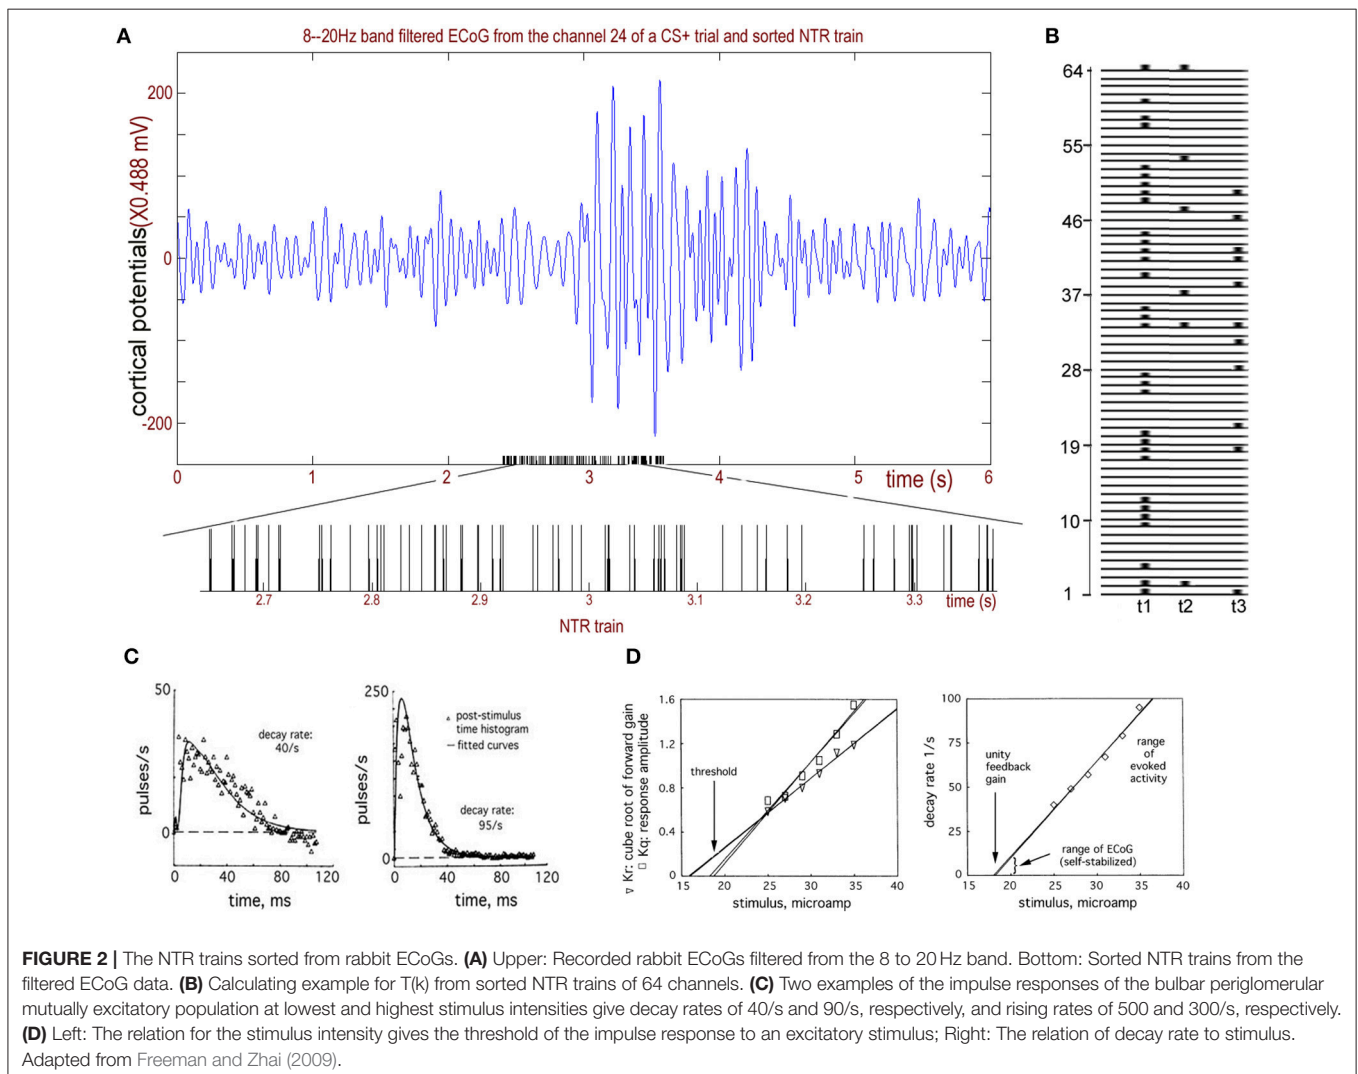 A
8--20Hz band filtered ECoG from the channel 24 of a CS+ trial and sorted NTR train
cortical potentials(X0.488 mV)
200
0
-200
0
1
2
3
4
5
6
time (s)
2.7
2.8
2.9
3
3.1
3.2
3.3
time (s)
NTR train
B
64
55
46
37
28
19
10
1
t1
t2
t3
C
pulses/s
50
0
decay rate:
40/s
0
40
80
120
time, ms
pulses/s
250
0
post-stimulus
time histogram
fitted curves
decay rate:
95/s
0
40
80
120
time, ms
D
Kr: cube root of forward gain
Kq: response amplitude
1.6
1.2
0.8
0.4
0
threshold
15
20
25
30
35
40
stimulus, microamp
decay rate 1/s
100
75
50
25
0
unity
feedback
gain
range
of
evoked
activity
range of ECoG
(self-stabilized)
15
20
25
30
35
40
stimulus, microamp
FIGURE 2 | The NTR trains sorted from rabbit ECoGs. (A) Upper: Recorded rabbit ECoGs filtered from the 8 to 20 Hz band. Bottom: Sorted NTR trains from the
filtered ECoG data. (B) Calculating example for T(k) from sorted NTR trains of 64 channels. (C) Two examples of the impulse responses of the bulbar periglomerular
mutually excitatory population at lowest and highest stimulus intensities give decay rates of 40/s and 90/s, respectively, and rising rates of 500 and 300/s, respectively.
(D) Left: The relation for the stimulus intensity gives the threshold of the impulse response to an excitatory stimulus; Right: The relation of decay rate to stimulus.
Adapted from Freeman and Zhai (2009).